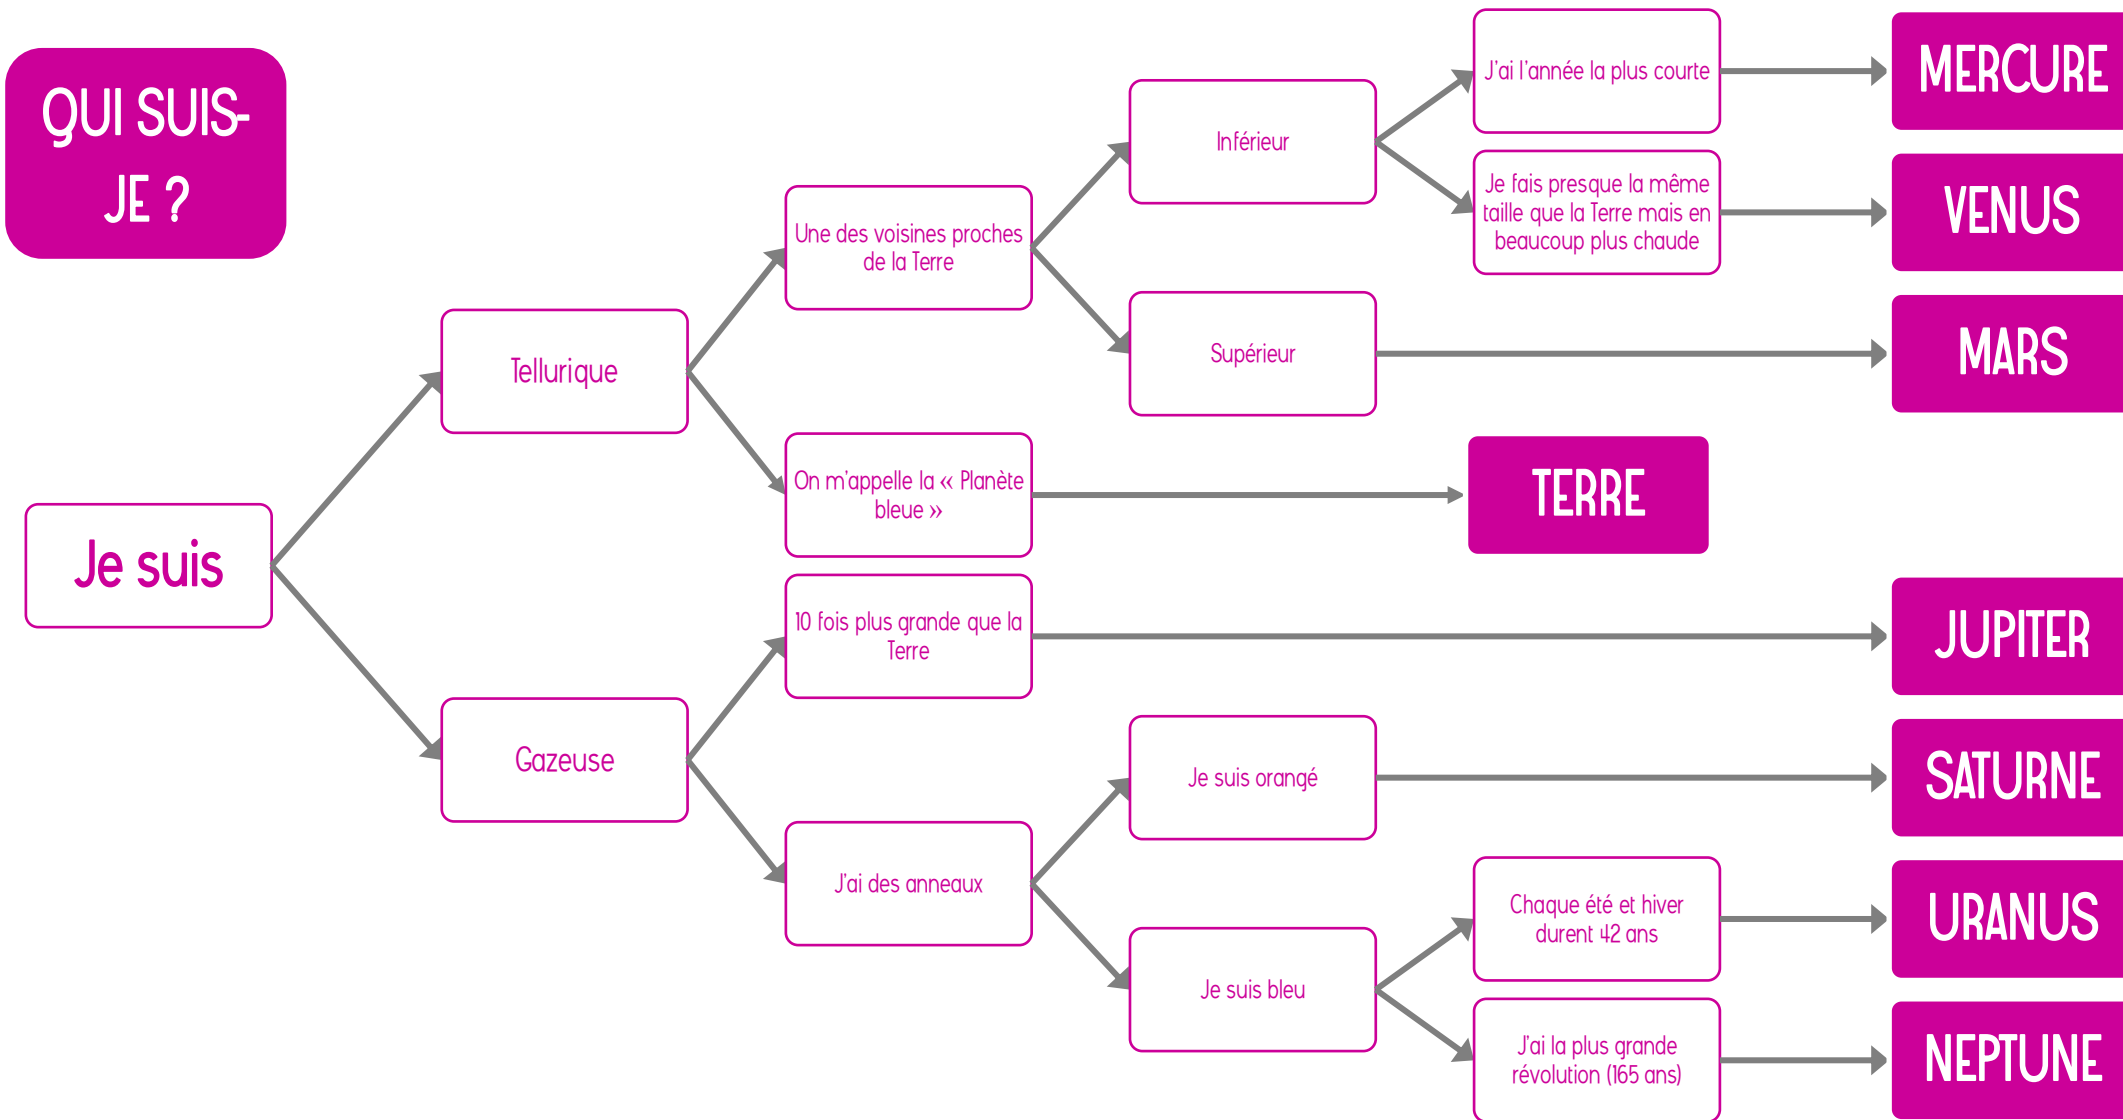 QUI SUIS-
JE ?
Je suis
Tellurique
Gazeuse
Une des voisines proches
de la Terre
On m'appelle la « Planète
bleue »
10 fois plus grande que la
Terre
J'ai des anneaux
Inférieur
Supérieur
Je suis orangé
Je suis bleu
J'ai l'année la plus courte
Je fais presque la même
taille que la Terre mais en
beaucoup plus chaude
Chaque été et hiver
durent 42 ans
J'ai la plus grande
révolution (165 ans)
MERCURE
VENUS
MARS
TERRE
JUPITER
SATURNE
URANUS
NEPTUNE